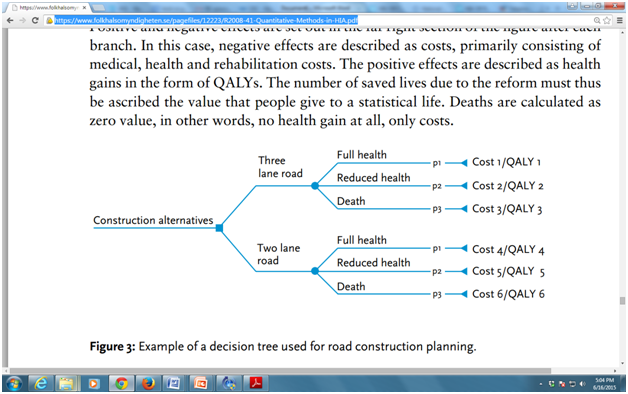 https://www.folkhalsomy
https://www.folkhalsomyndigheten.se/pagefiles/12223/R2008-41-Quantitative-Methods-in-HIA.pdf
Positive and negative effects are set out in the far right section of the figure after each
branch. In this case, negative effects are described as costs, primarily consisting of
medical, health and rehabilitation costs. The positive effects are described as health
gains in the form of QALYs. The number of saved lives due to the reform must thus
be ascribed the value that people give to a statistical life. Deaths are calculated as
zero value, in other words, no health gain at all, only costs.
Construction alternatives
Three
lane road
Full health p1 Cost 1/QALY 1
Reduced health p2 Cost 2/QALY 2
Death p3 Cost 3/QALY 3
Two lane
road
Full health p1 Cost 4/QALY 4
Reduced health p2 Cost 5/QALY 5
Death p3 Cost 6/QALY 6
Figure 3: Example of a decision tree used for road construction planning.
5:04 PM
6/16/2015